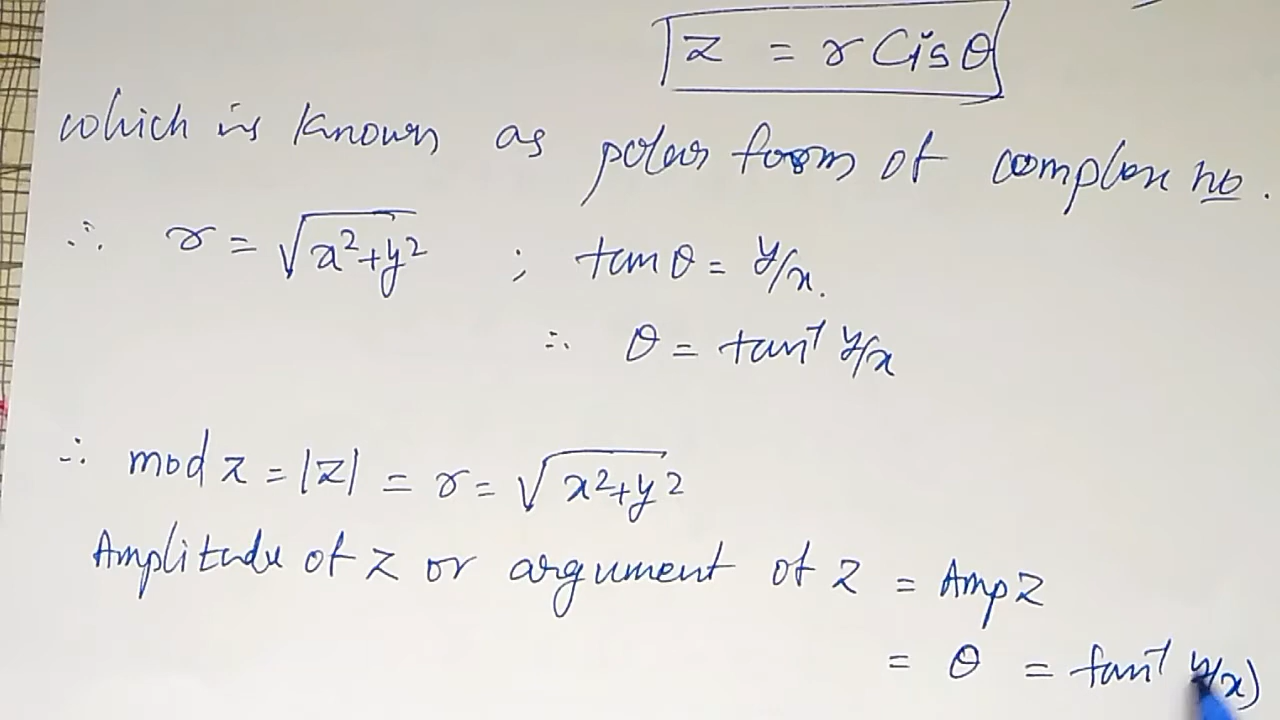 z = r Cis θ
which is known as polar form of complex no.
∴ r = √x²+y² ; tan θ = y/x.
∴ θ = tan⁻¹ y/x
∴ mod z = |z| = r = √x²+y²
Amplitude of z or argument of z = Amp z
= θ = tan⁻¹ y/x)